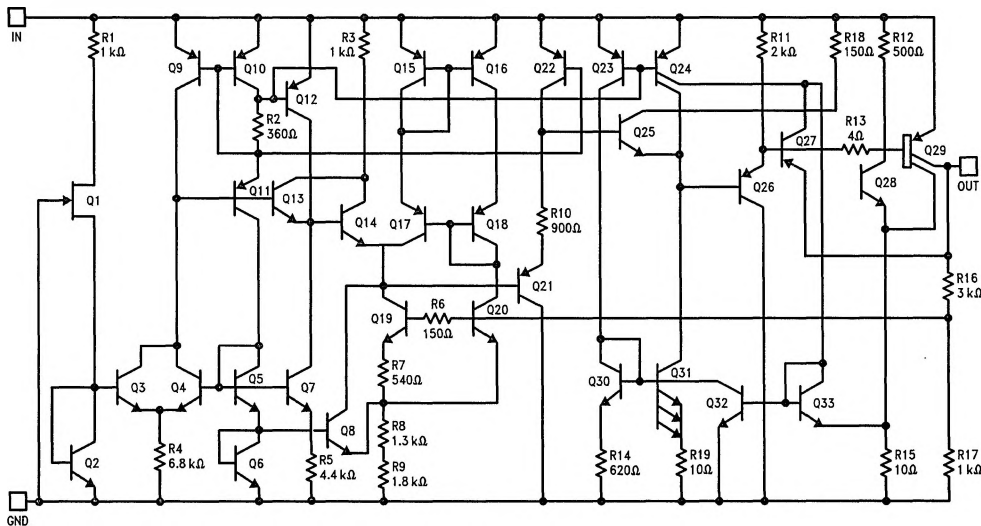 IN
R1
1 kΩ
Q9
Q10
Q12
R2
360Ω
R3
1 kΩ
Q15
Q16
Q22
Q23
Q24
Q25
R11
2 kΩ
R18
150Ω
R12
500Ω
R13
4Ω
Q27
Q29
OUT
Q28
Q26
Q1
Q11
Q13
Q14
Q17
Q18
R10
900Ω
Q21
R16
3 kΩ
Q19
R6
150Ω
Q20
R7
540Ω
Q3
Q4
Q5
Q7
Q8
Q30
Q31
Q32
Q33
R4
6.8 kΩ
Q2
Q6
R5
4.4 kΩ
R8
1.3 kΩ
R9
1.8 kΩ
R14
620Ω
R19
10Ω
R15
10Ω
R17
1 kΩ
GND